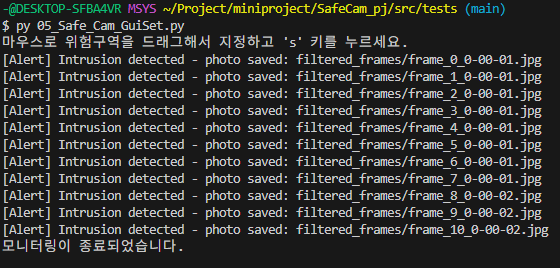 -@DESKTOP-SFBA4VR MSYS ~/Project/miniproject/SafeCam_pj/src/tests (main)
$ py 05_Safe_Cam_GuiSet.py
마우스로 위험구역을 드래그해서 지정하고 's' 키를 누르세요.
[Alert] Intrusion detected - photo saved: filtered_frames/frame_0_0-00-01.jpg
[Alert] Intrusion detected - photo saved: filtered_frames/frame_1_0-00-01.jpg
[Alert] Intrusion detected - photo saved: filtered_frames/frame_2_0-00-01.jpg
[Alert] Intrusion detected - photo saved: filtered_frames/frame_3_0-00-01.jpg
[Alert] Intrusion detected - photo saved: filtered_frames/frame_4_0-00-01.jpg
[Alert] Intrusion detected - photo saved: filtered_frames/frame_5_0-00-01.jpg
[Alert] Intrusion detected - photo saved: filtered_frames/frame_6_0-00-01.jpg
[Alert] Intrusion detected - photo saved: filtered_frames/frame_7_0-00-01.jpg
[Alert] Intrusion detected - photo saved: filtered_frames/frame_8_0-00-02.jpg
[Alert] Intrusion detected - photo saved: filtered_frames/frame_9_0-00-02.jpg
[Alert] Intrusion detected - photo saved: filtered_frames/frame_10_0-00-02.jpg
모니터링이 종료되었습니다.